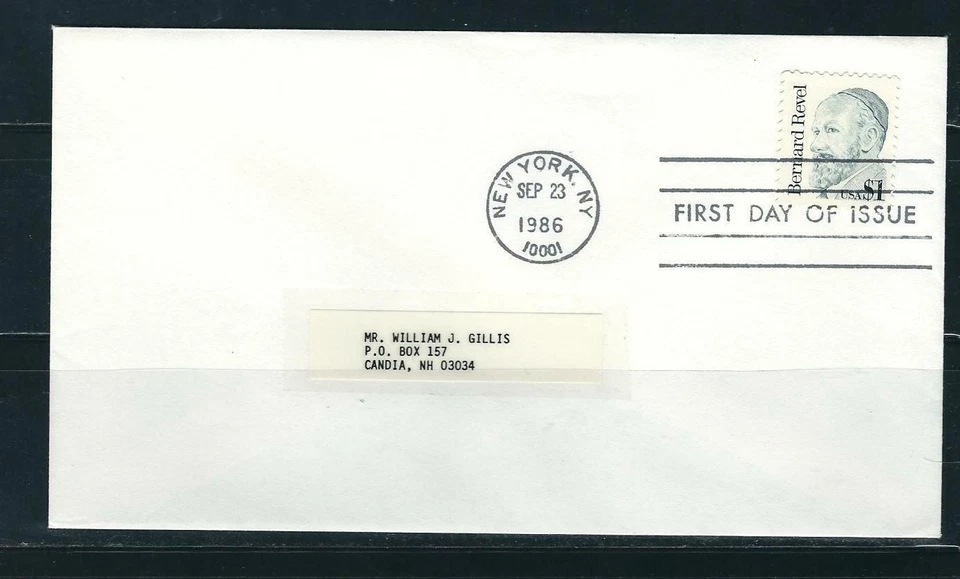 Bernard Revel
USA $1
NEW YORK, NY
SEP 23
1986
10001
FIRST DAY OF ISSUE
MR. WILLIAM J. GILLIS
P.O. BOX 157
CANDIA, NH 03034